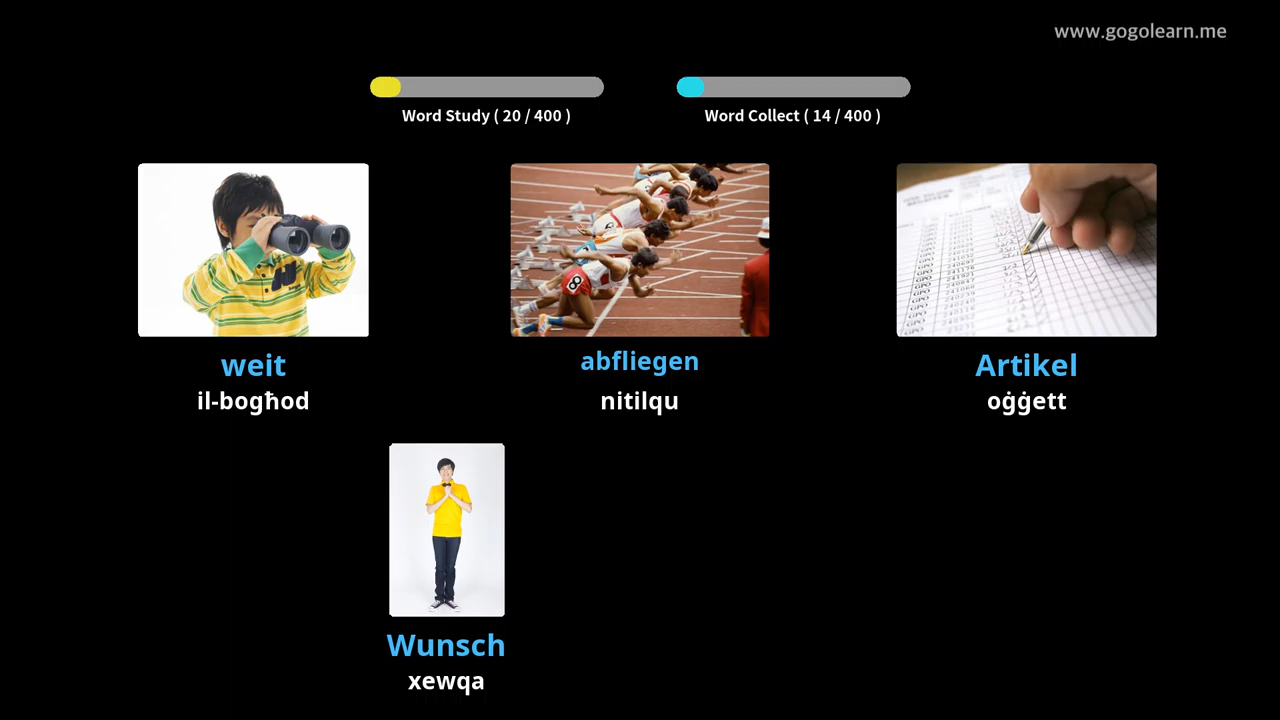 www.gogolearn.me
Word Study ( 20 / 400 )
Word Collect ( 14 / 400 )
weit
il-bogħod
abfliegen
nitilqu
Artikel
oġġett
Wunsch
xewqa